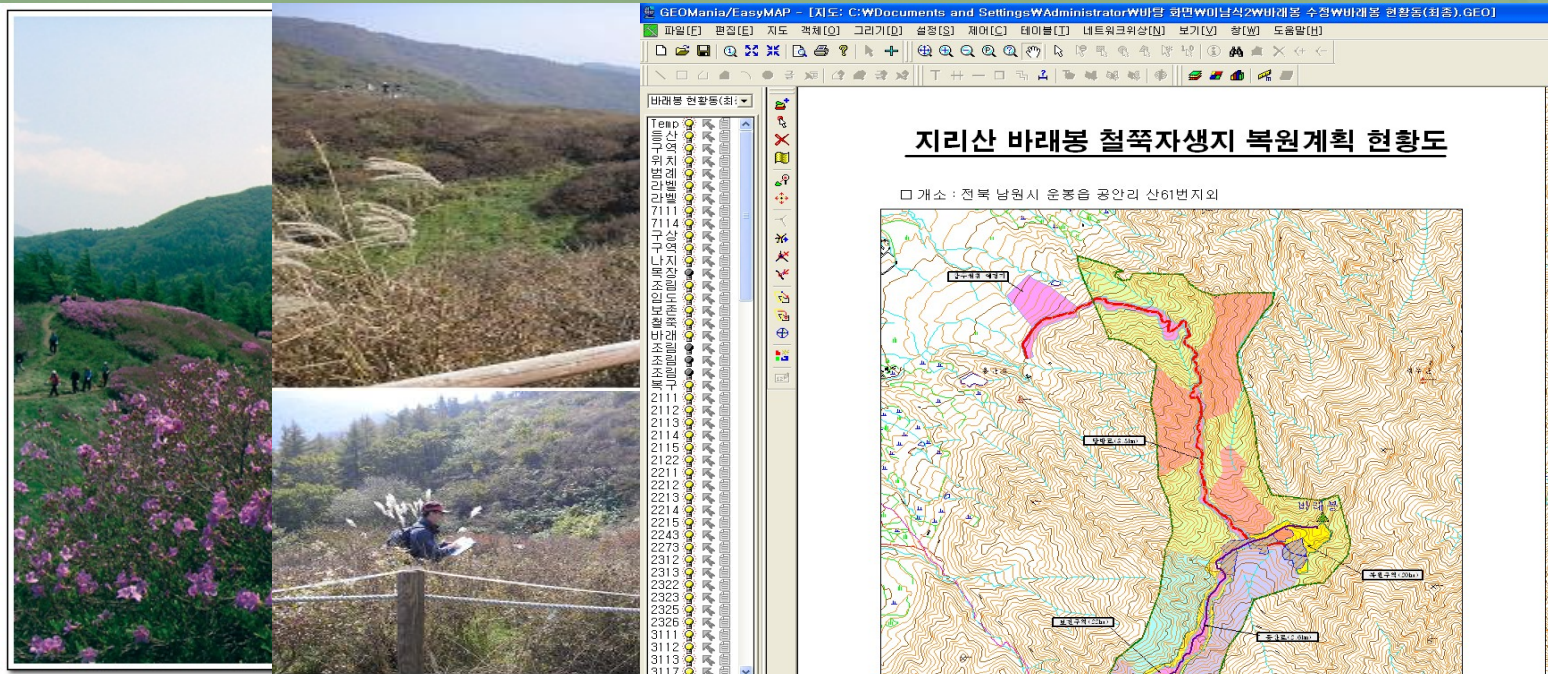 GEOMania/EasyMAP - [지도: C:₩Documents and Settings₩Administrator₩바탕 화면₩이남식2₩바래봉 수정₩바래봉 현황동(최종).GEO]
파일[F] 편집[E] 지도 객체[O] 그리기[D] 설정[S] 제어[C] 테이블[T] 네트워크위상[N] 보기[V] 창[W] 도움말[H]
바래봉 현황동(최
지리산 바래봉 철쭉자생지 복원계획 현황도
□ 개소 : 전북 남원시 운봉읍 공안리 산61번지외
Temp
등산
구역
위치
범례
라벨
라벨
7111
7114
구상
구역
나지
목장
조림
임도
보존
철쭉
바래
조림
조림
조림
복구
2111
2112
2113
2114
2115
2122
2211
2212
2213
2214
2215
2243
2273
2312
2313
2322
2323
2325
2326
3111
3112
3113
3117
바래봉